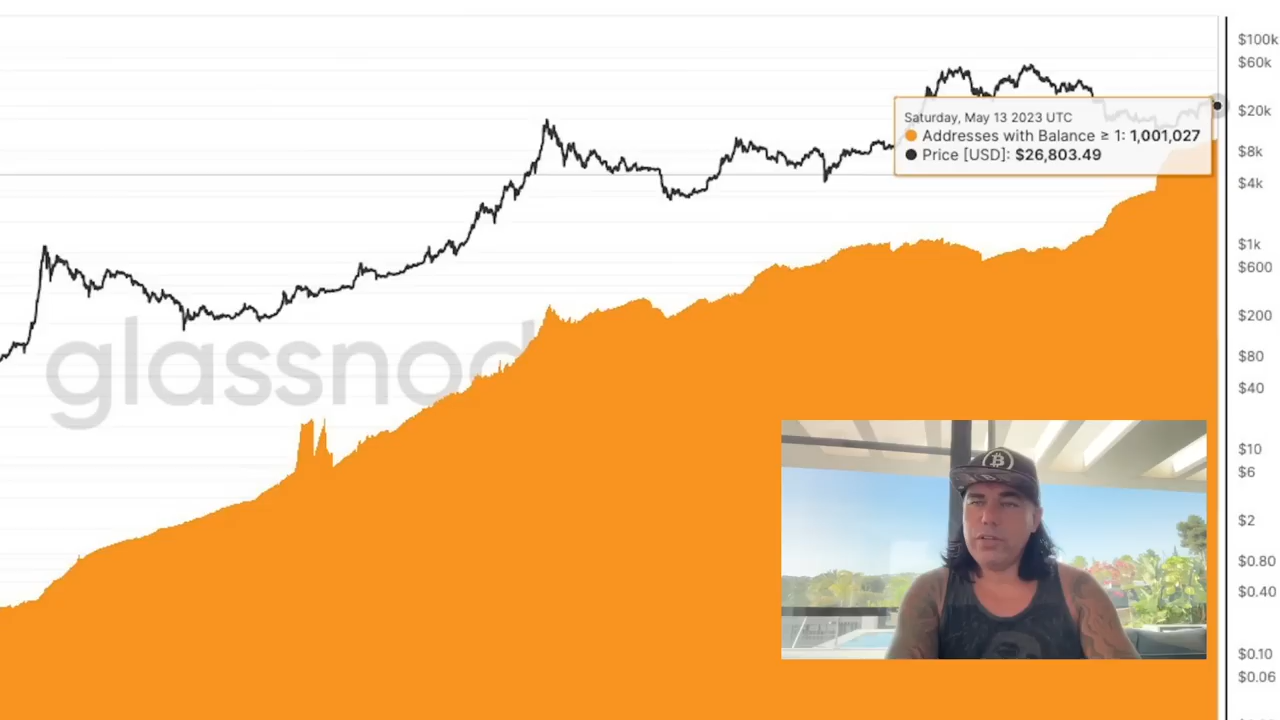 $100k
$60k
Saturday, May 13 2023 UTC
$20k
Addresses with Balance ≥ 1: 1,001,027
Price [USD]: $26,803.49
$8k
$4k
$1k
$600
$200
glassnod
$80
$40
$10
$6
$2
$0.80
$0.40
$0.10
$0.06